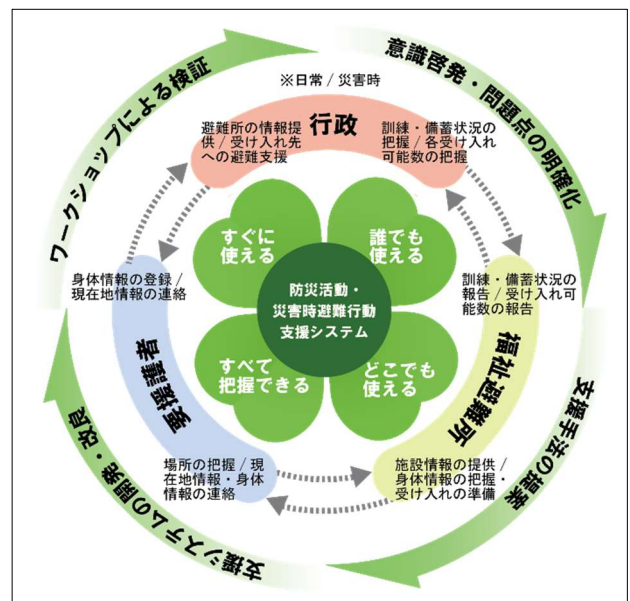 ※日常 / 災害時
ワークショップによる検証
意識啓発・問題点の明確化
支援手法の提案
支援システムの開発・改良
行政
避難所の情報提
供 / 受け入れ先
への避難支援
訓練・備蓄状況の
把握 / 各受け入れ
可能数の把握
すぐに
使える
誰でも
使える
防災活動・
災害時避難行動
支援システム
すべて
把握できる
どこでも
使える
身体情報の登録 /
現在地情報の連絡
要援護者
場所の把握 / 現
在地情報・身体
情報の連絡
訓練・備蓄状況の
報告 / 受け入れ可
能数の報告
福祉避難所
施設情報の提供 /
身体情報の把握・
受け入れの準備